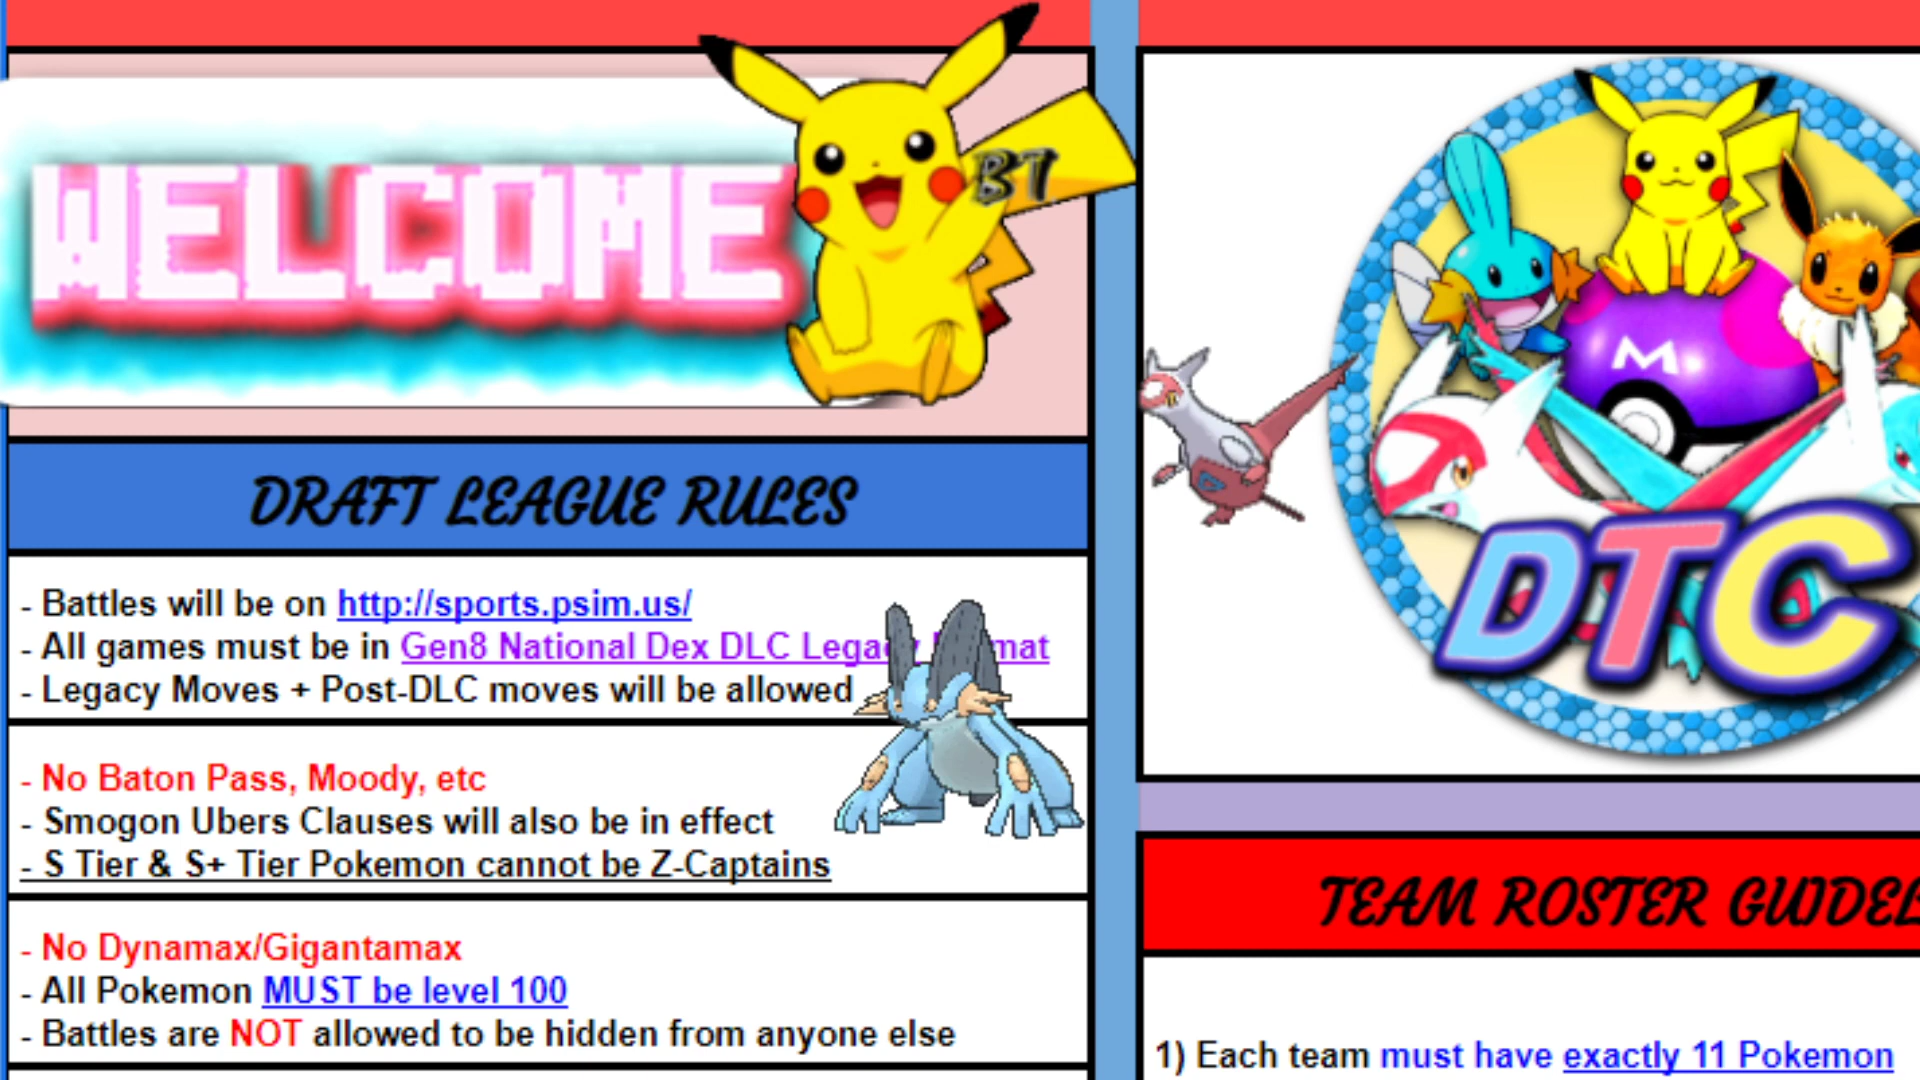 WELCOME
BT
DRAFT LEAGUE RULES
- Battles will be on http://sports.psim.us/
- All games must be in Gen8 National Dex DLC
- Legacy Moves + Post-DLC moves will be allowed
- No Baton Pass, Moody, etc
- Smogon Ubers Clauses will also be in effect
- S Tier & S+ Tier Pokemon cannot be Z-Captains
- No Dynamax/Gigantamax
- All Pokemon MUST be level 100
- Battles are NOT allowed to be hidden from anyone else
M
DTC
TEAM ROSTER
1) Each team must have exactly 11 Pokemon